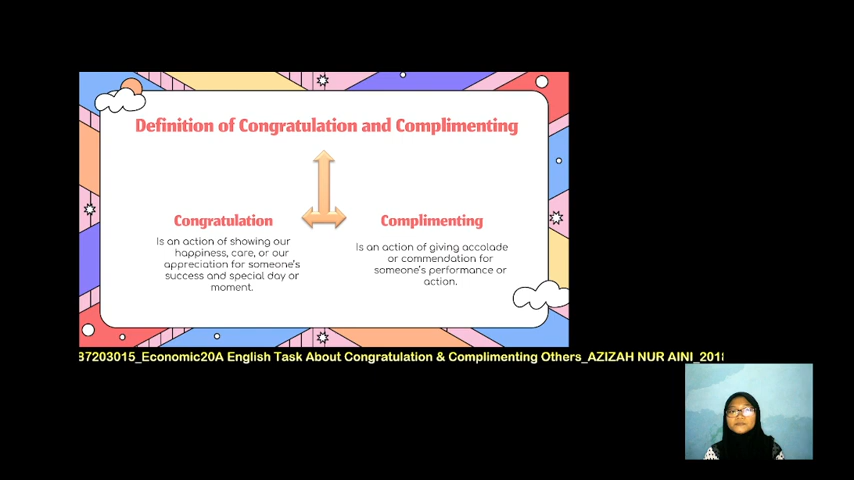 Definition of Congratulation and Complimenting
Congratulation
Is an action of showing our
happiness, care, or our
appreciation for someone's
success and special day or
moment.
Complimenting
Is an action of giving accolade
or commendation for
someone's performance or
action.
87203015_Economic20A English Task About Congratulation & Complimenting Others_AZIZAH NUR AINI_201